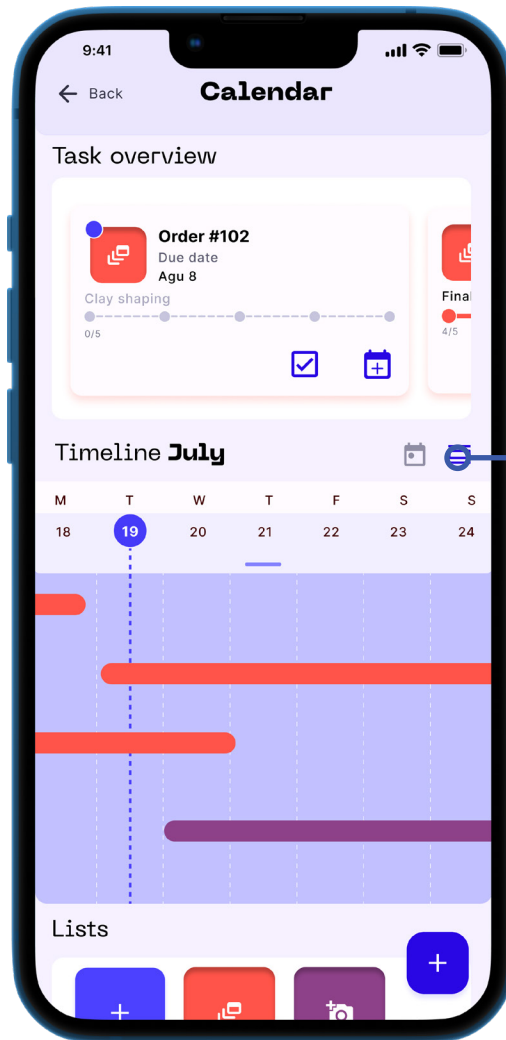 9:41
Back
Calendar
Task overview
Order #102
Due date
Agu 8
Clay shaping
0/5
Final
4/5
Timeline July
M T W T F S S
18 19 20 21 22 23 24
Lists